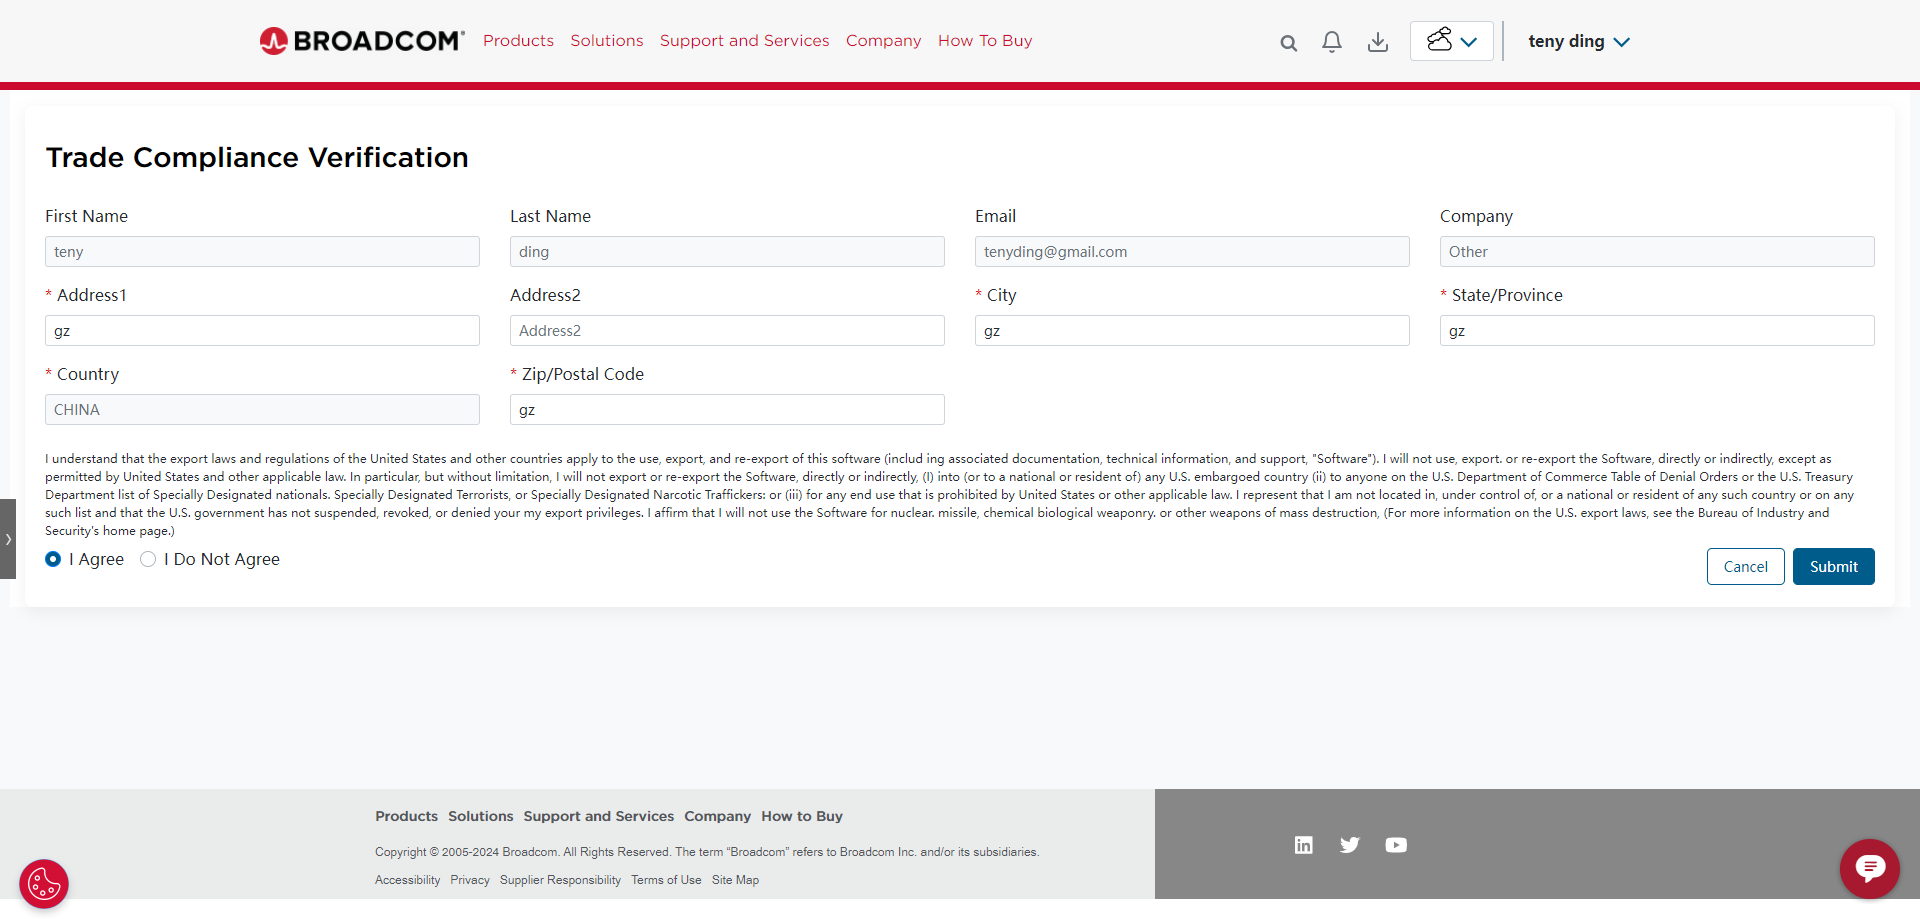 BROADCOM® Products Solutions Support and Services Company How To Buy teny ding
Trade Compliance Verification
First Name Last Name Email Company
teny ding tenyding@gmail.com Other
* Address1 Address2 * City * State/Province
gz Address2 gz gz
* Country * Zip/Postal Code
CHINA gz
I understand that the export laws and regulations of the United States and other countries apply to the use, export, and re-export of this software (includ ing associated documentation, technical information, and support, "Software"). I will not use, export. or re-export the Software, directly or indirectly, except as
permitted by United States and other applicable law. In particular, but without limitation, I will not export or re-export the Software, directly or indirectly, (I) into (or to a national or resident of) any U.S. embargoed country (ii) to anyone on the U.S. Department of Commerce Table of Denial Orders or the U.S. Treasury
Department list of Specially Designated nationals. Specially Designated Terrorists, or Specially Designated Narcotic Traffickers: or (iii) for any end use that is prohibited by United States or other applicable law. I represent that I am not located in, under control of, or a national or resident of any such country or on any
such list and that the U.S. government has not suspended, revoked, or denied your my export privileges. I affirm that I will not use the Software for nuclear. missile, chemical biological weaponry. or other weapons of mass destruction, (For more information on the U.S. export laws, see the Bureau of Industry and
Security's home page.)
I Agree I Do Not Agree Cancel Submit
Products Solutions Support and Services Company How to Buy
Copyright © 2005-2024 Broadcom. All Rights Reserved. The term “Broadcom” refers to Broadcom Inc. and/or its subsidiaries.
Accessibility Privacy Supplier Responsibility Terms of Use Site Map